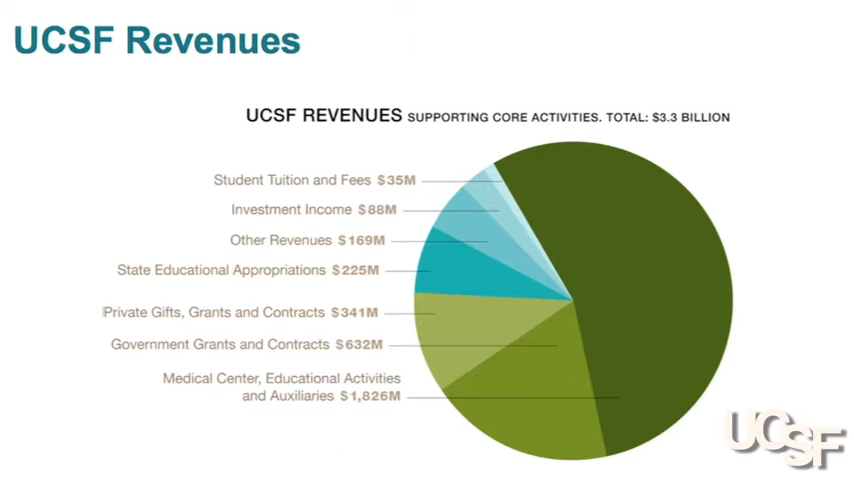 UCSF Revenues
UCSF REVENUES SUPPORTING CORE ACTIVITIES. TOTAL: $3.3 BILLION
Student Tuition and Fees $35M
Investment Income $88M
Other Revenues $169M
State Educational Appropriations $225M
Private Gifts, Grants and Contracts $341M
Government Grants and Contracts $632M
Medical Center, Educational Activities
and Auxiliaries $1,826M
UCSF